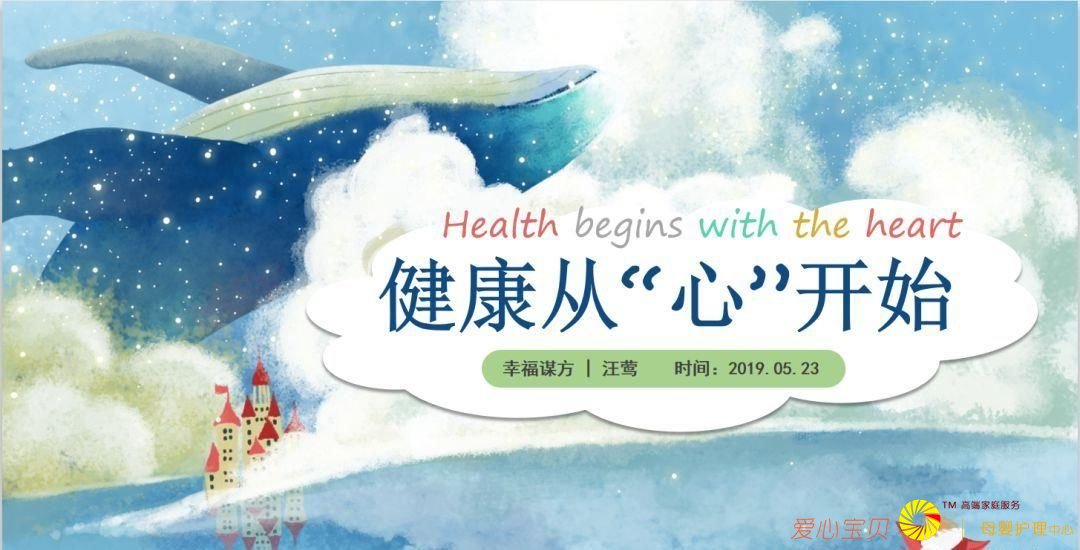 Health begins with the heart
健康从“心”开始
幸福谋方 | 汪莺 时间：2019.05.23
TM 高端家庭服务
爱心宝贝 母婴护理中心